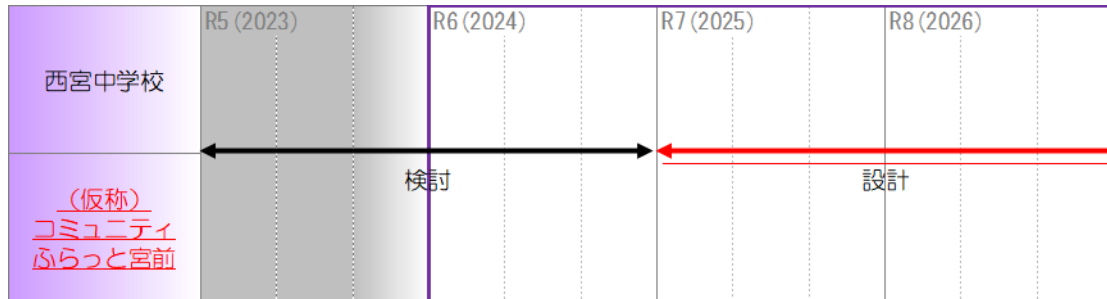 R5(2023)
R6(2024)
R7(2025)
R8(2026)
西宮中学校
検討
設計
（仮称）
コミュニティ
ふらっと宮前